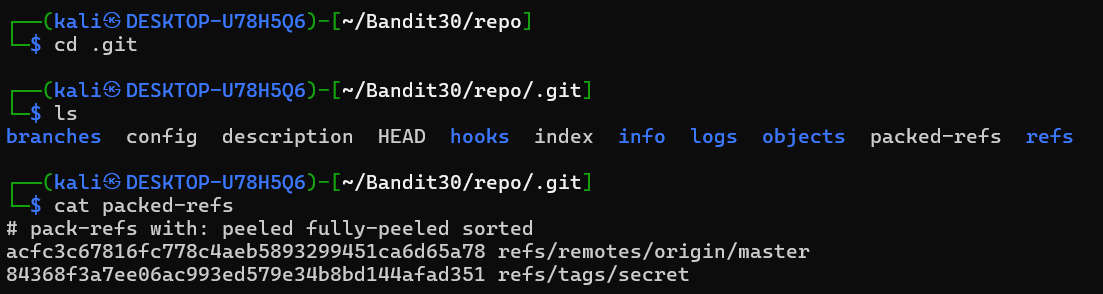 ┌──(kali㉿DESKTOP-U78H5Q6)-[~/Bandit30/repo]
└─$ cd .git
┌──(kali㉿DESKTOP-U78H5Q6)-[~/Bandit30/repo/.git]
└─$ ls
branches config description HEAD hooks index info logs objects packed-refs refs
┌──(kali㉿DESKTOP-U78H5Q6)-[~/Bandit30/repo/.git]
└─$ cat packed-refs
# pack-refs with: peeled fully-peeled sorted
acfc3c67816fc778c4aeb5893299451ca6d65a78 refs/remotes/origin/master
84368f3a7ee06ac993ed579e34b8bd144afad351 refs/tags/secret